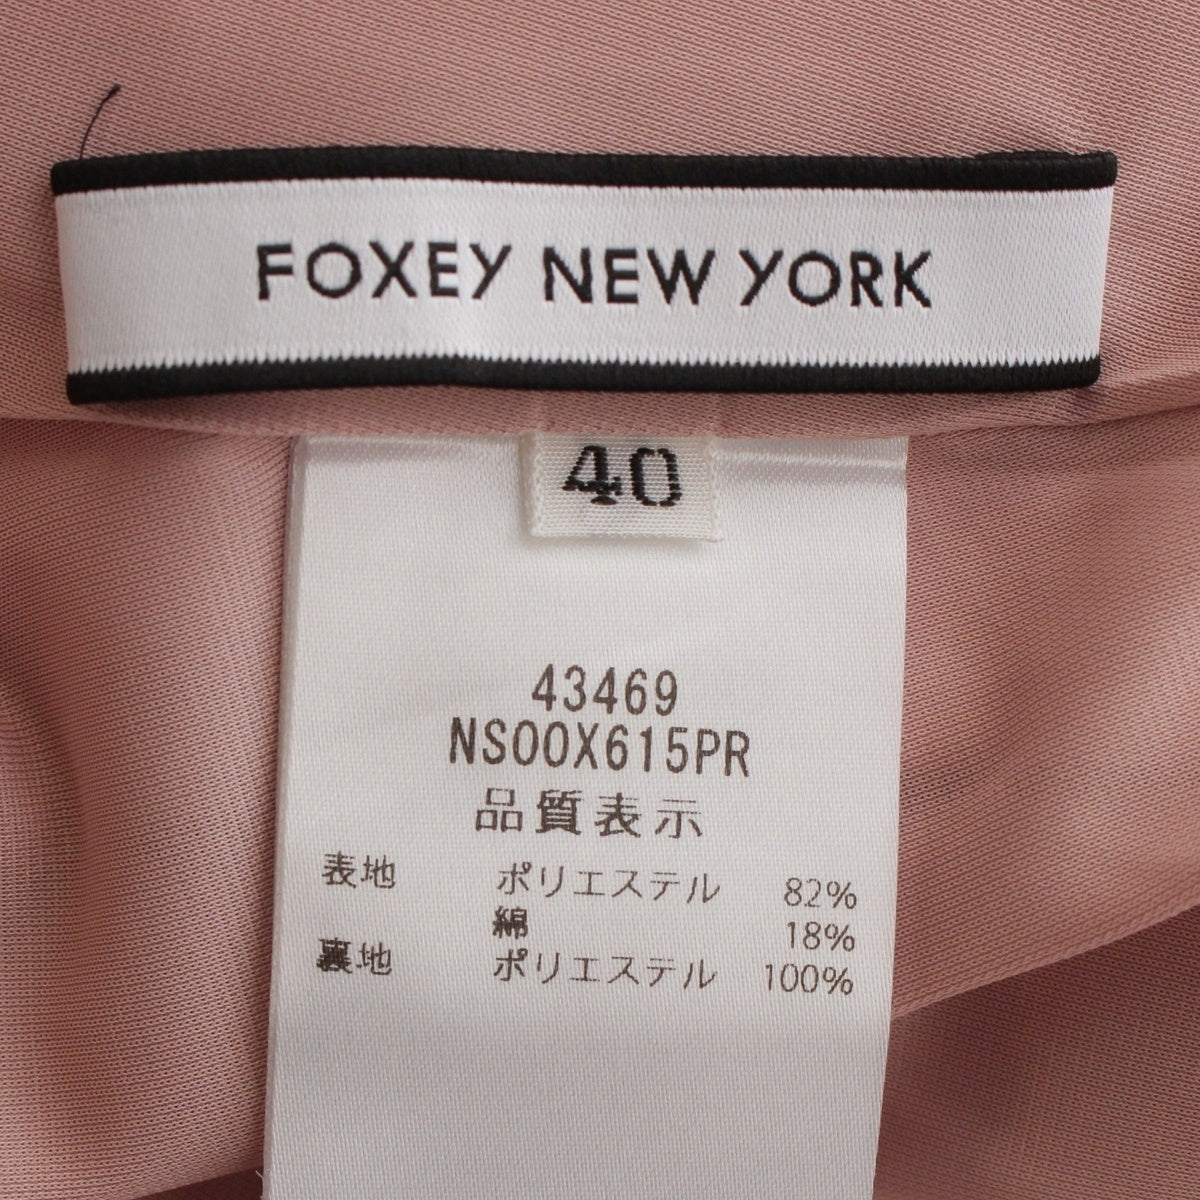 FOXEY NEW YORK
40
43469
NS00X615PR
品質表示
表地 ポリエステル 82%
綿 18%
裏地 ポリエステル 100%